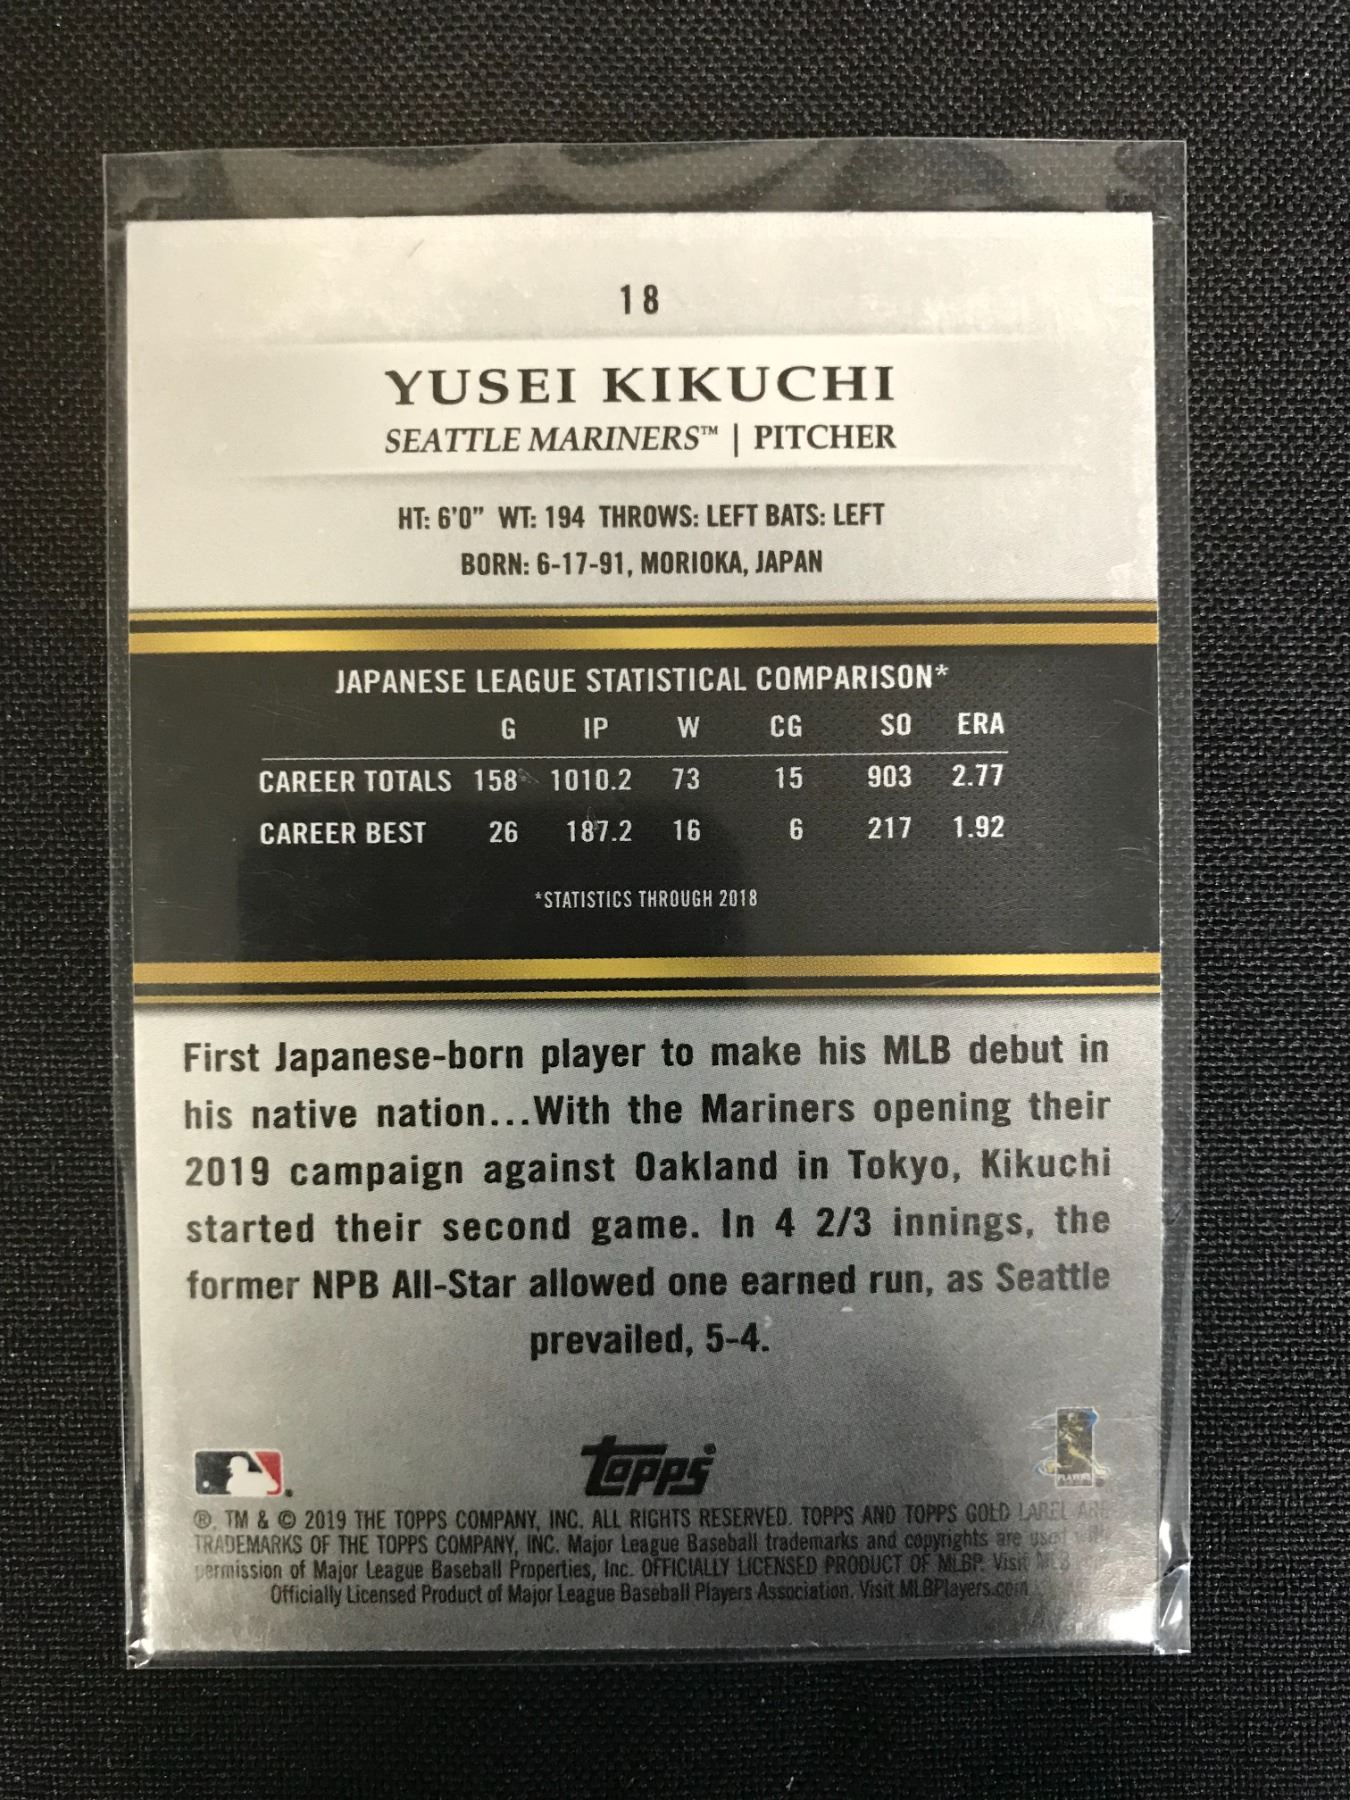 18
YUSEI KIKUCHI
SEATTLE MARINERS™ | PITCHER
HT: 6'0" WT: 194 THROWS: LEFT BATS: LEFT
BORN: 6-17-91, MORIOKA, JAPAN
JAPANESE LEAGUE STATISTICAL COMPARISON*
G IP W CG SO ERA
CAREER TOTALS 158 1010.2 73 15 903 2.77
CAREER BEST 26 187.2 16 6 217 1.92
*STATISTICS THROUGH 2018
First Japanese-born player to make his MLB debut in
his native nation...With the Mariners opening their
2019 campaign against Oakland in Tokyo, Kikuchi
started their second game. In 4 2/3 innings, the
former NPB All-Star allowed one earned run, as Seattle
prevailed, 5-4.
topps
PLAYERS
®, TM & © 2019 THE TOPPS COMPANY, INC. ALL RIGHTS RESERVED. TOPPS AND TOPPS GOLD LABEL ARE
TRADEMARKS OF THE TOPPS COMPANY, INC. Major League Baseball trademarks and copyrights are used with
permission of Major League Baseball Properties, Inc. OFFICIALLY LICENSED PRODUCT OF MLBP. Visit MLB
Officially Licensed Product of Major League Baseball Players Association. Visit MLBPlayers.com